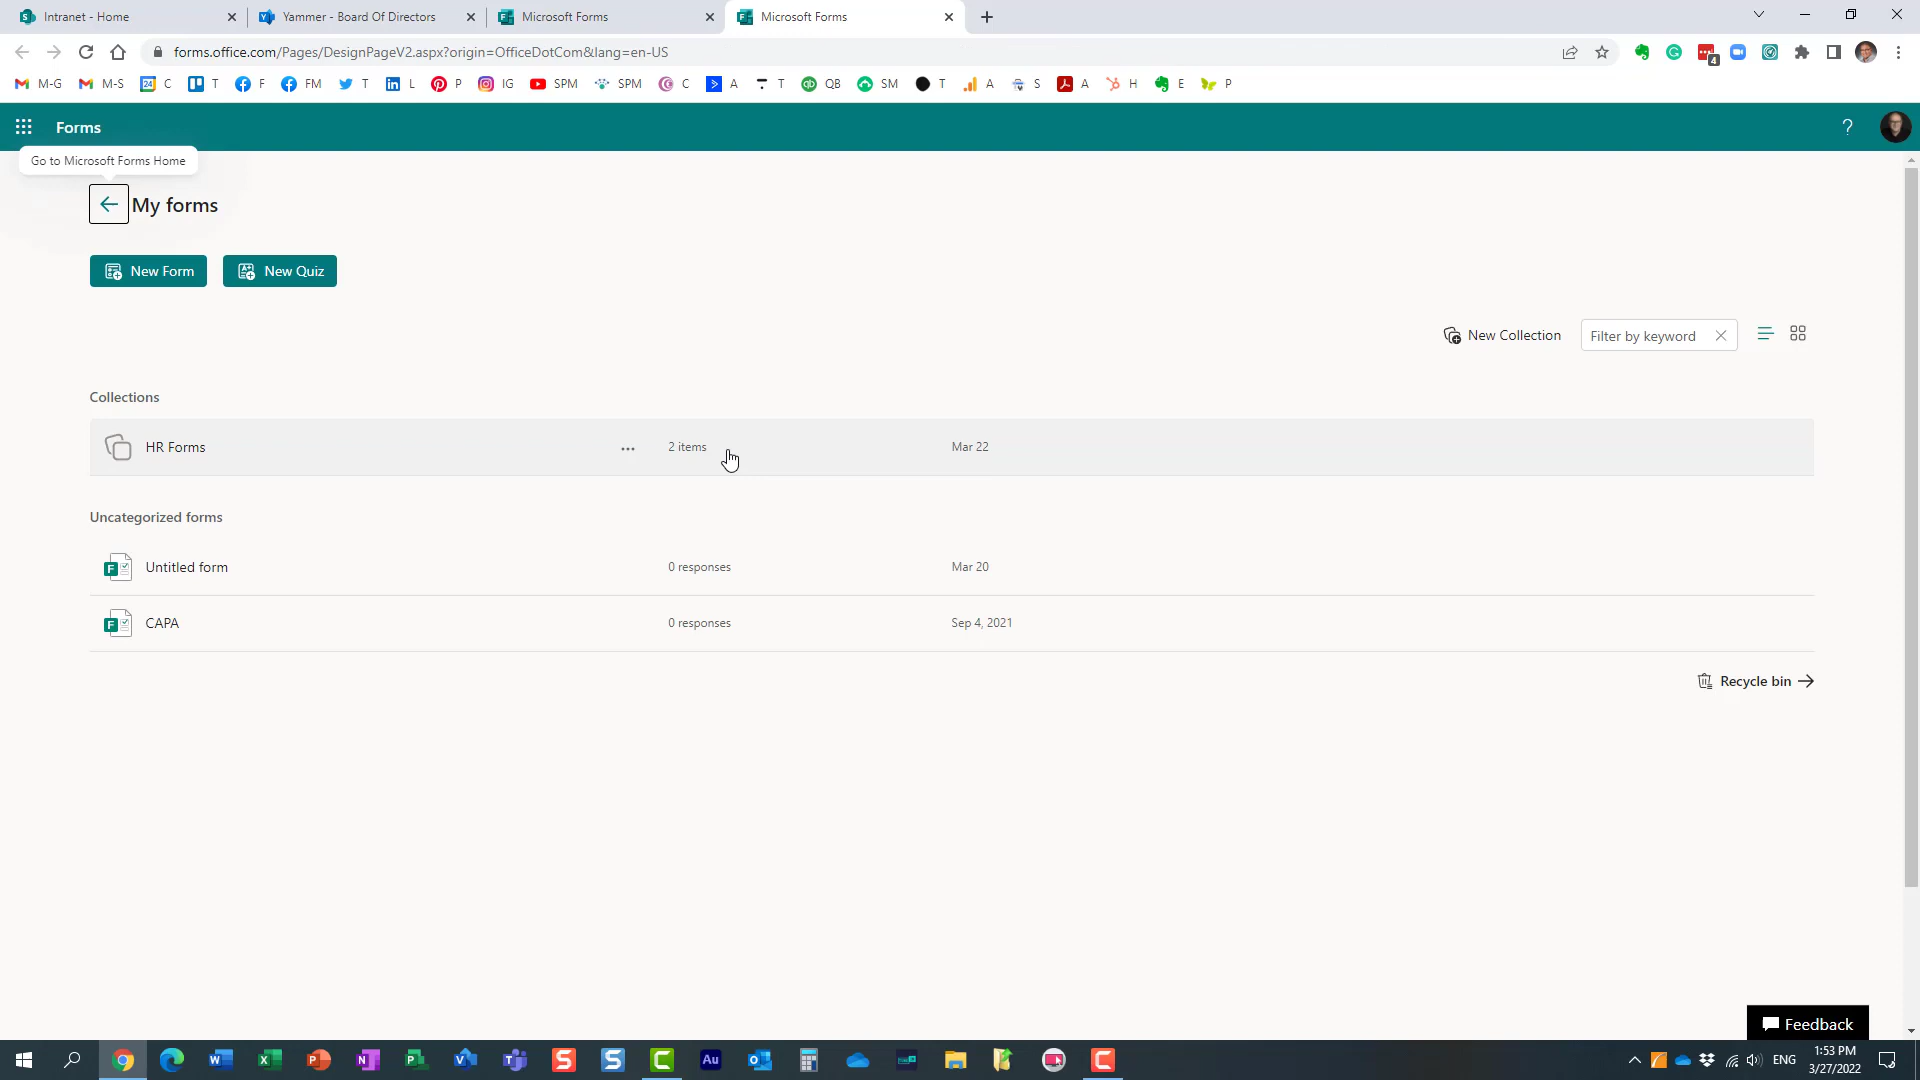 Intranet - Home
Yammer - Board Of Directors
Microsoft Forms
Microsoft Forms
forms.office.com/Pages/DesignPageV2.aspx?origin=OfficeDotCom&lang=en-US
4
M-G
M-S
24 C
T
F
FM
T
L
P
IG
SPM
SPM
C
A
T
QB
SM
T
A
S
A
H
E
P
Forms
?
Go to Microsoft Forms Home
My forms
New Form
New Quiz
New Collection
Filter by keyword
Collections
HR Forms
2 items
Mar 22
Uncategorized forms
Untitled form
0 responses
Mar 20
CAPA
0 responses
Sep 4, 2021
Recycle bin
Feedback
ENG
1:53 PM
3/27/2022